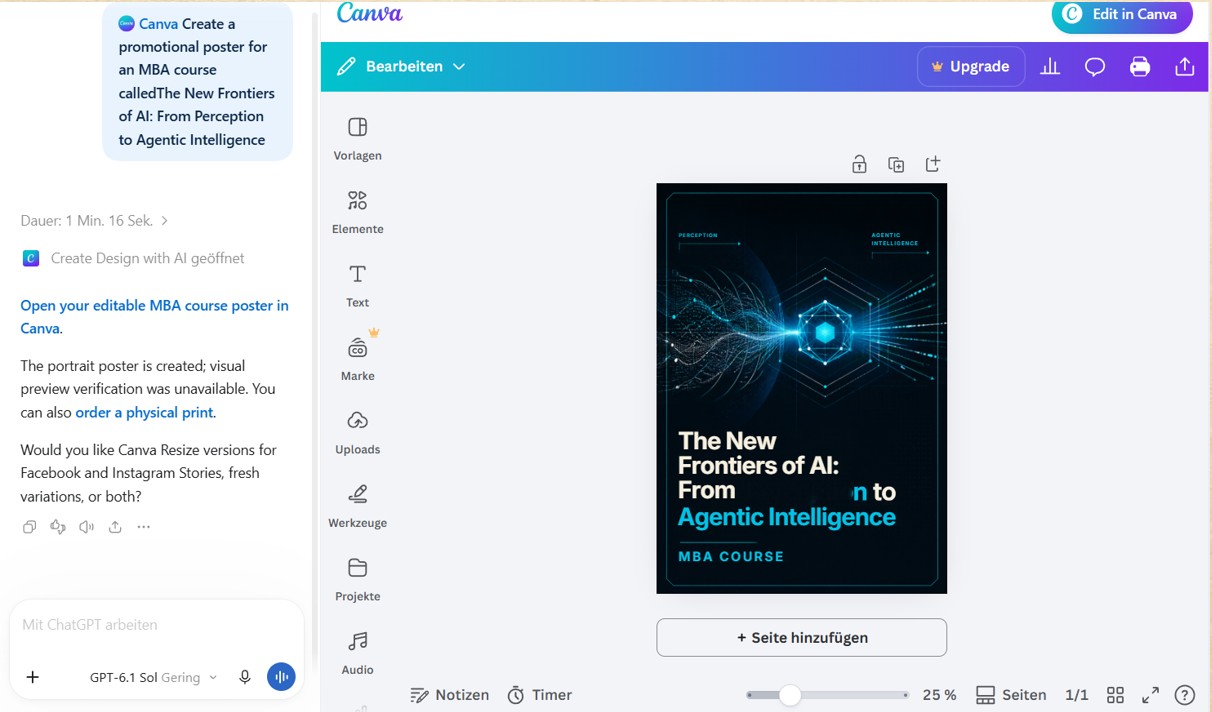 Canva Create a
promotional poster for
an MBA course
calledThe New Frontiers
of AI: From Perception
to Agentic Intelligence
Dauer: 1 Min. 16 Sek.
Create Design with AI geöffnet
Open your editable MBA course poster in
Canva.
The portrait poster is created; visual
preview verification was unavailable. You
can also order a physical print.
Would you like Canva Resize versions for
Facebook and Instagram Stories, fresh
variations, or both?
Mit ChatGPT arbeiten
GPT-6.1 Sol Gering
Canva
Edit in Canva
Bearbeiten
Upgrade
Vorlagen
Elemente
Text
Marke
Uploads
Werkzeuge
Projekte
Audio
PERCEPTION
AGENTIC
INTELLIGENCE
The New
Frontiers of AI:
From n to
Agentic Intelligence
MBA COURSE
+ Seite hinzufügen
Notizen
Timer
25 %
Seiten
1/1